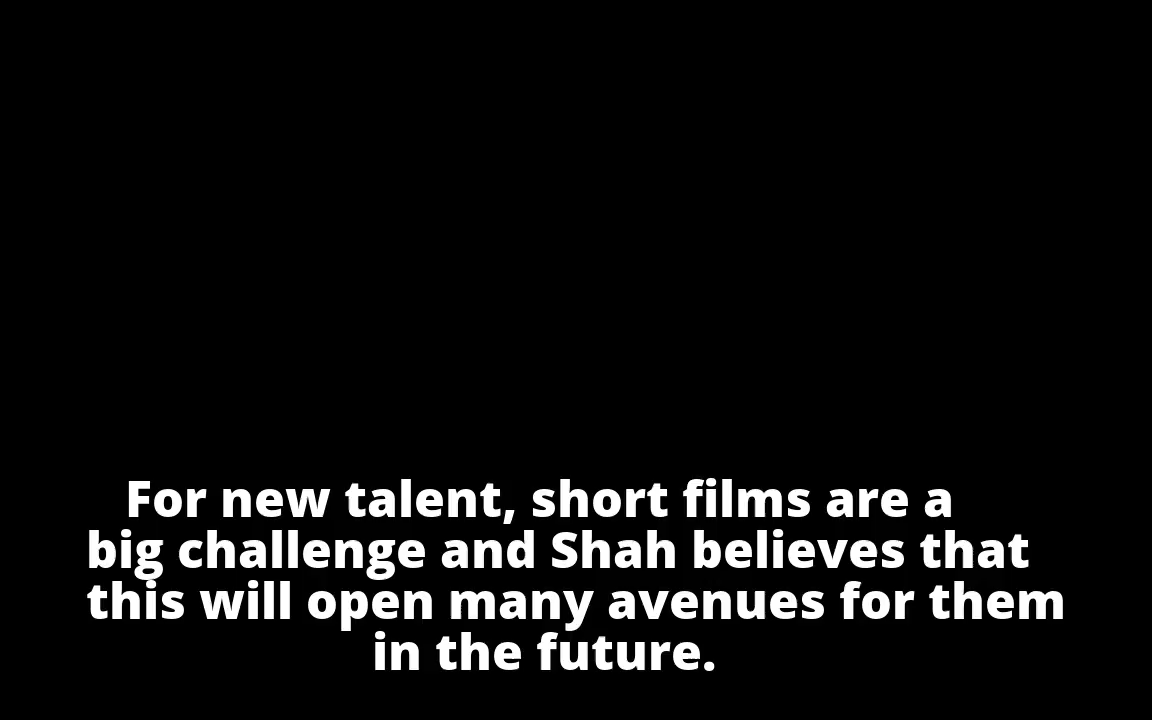 For new talent, short films are a
big challenge and Shah believes that
this will open many avenues for them
in the future.